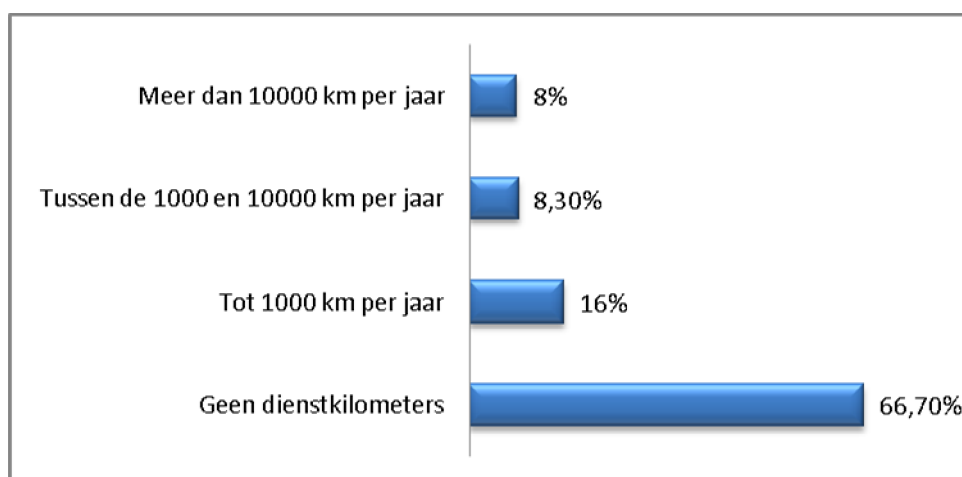 Meer dan 10000 km per jaar 8%
Tussen de 1000 en 10000 km per jaar 8,30%
Tot 1000 km per jaar 16%
Geen dienstkilometers 66,70%